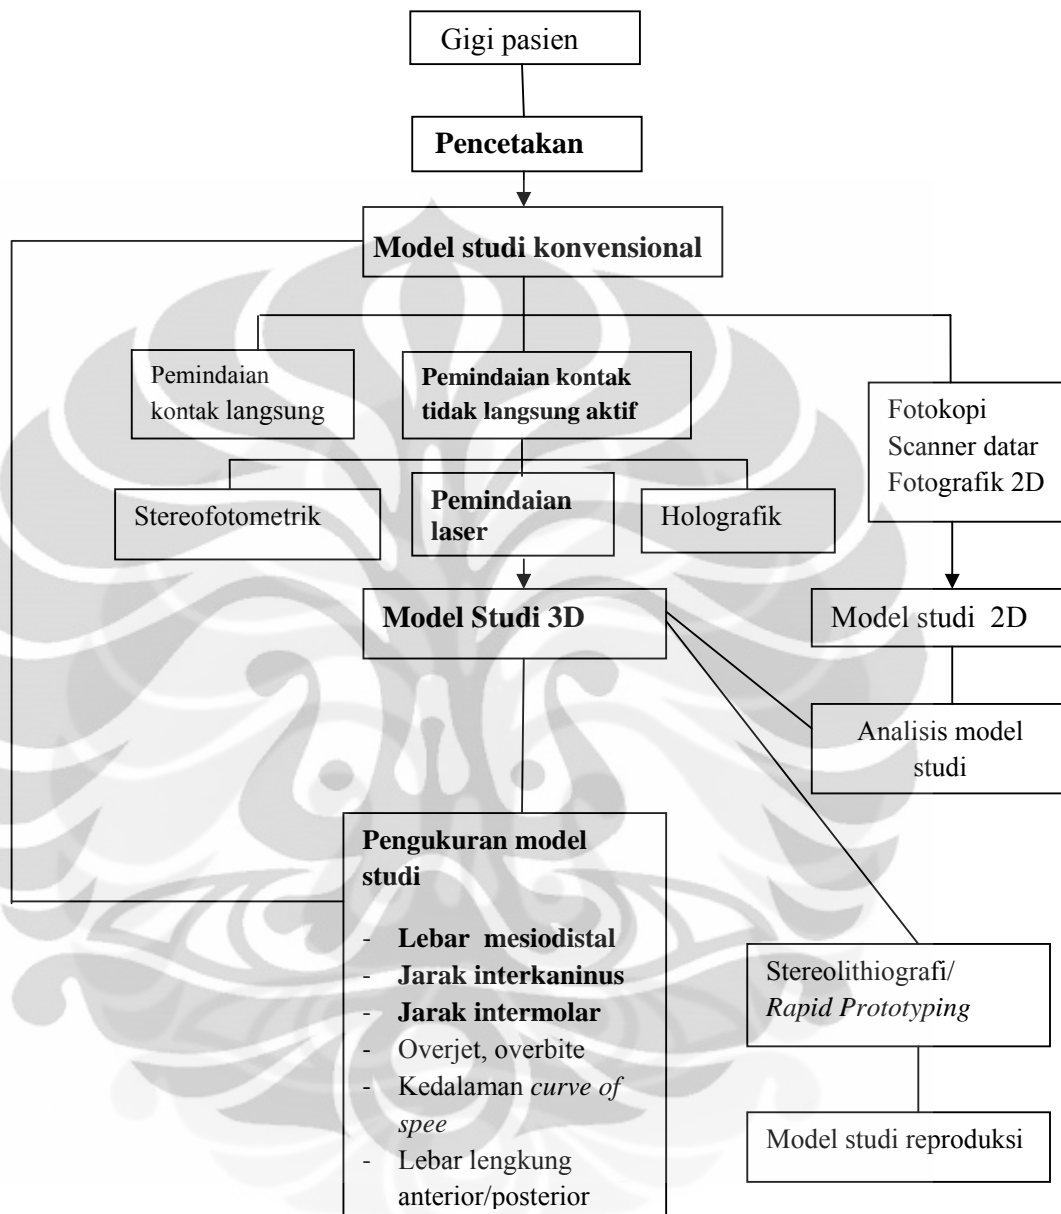 Gigi pasien
Pencetakan
Model studi konvensional
Pemindaian
kontak langsung
Pemindaian kontak
tidak langsung aktif
Fotokopi
Scanner datar
Fotografik 2D
Stereofotometrik
Pemindaian
laser
Holografik
Model Studi 3D
Model studi  2D
Analisis model
studi
Pengukuran model
studi
- Lebar  mesiodistal
- Jarak interkaninus
- Jarak intermolar
- Overjet, overbite
- Kedalaman curve of
spee
- Lebar lengkung
anterior/posterior
Stereolithiografi/
Rapid Prototyping
Model studi reproduksi